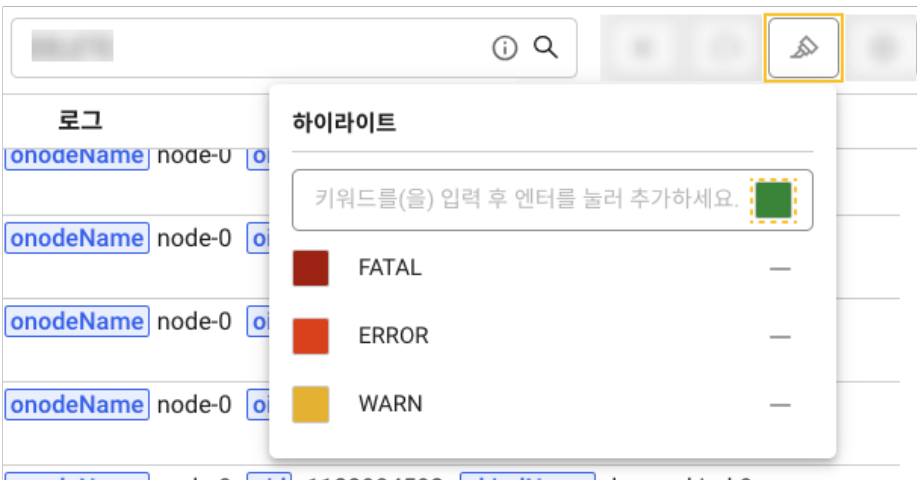 로그
하이라이트
onodeName node-0
키워드를(을) 입력 후 엔터를 눌러 추가하세요.
onodeName node-0
FATAL
onodeName node-0
ERROR
onodeName node-0
WARN